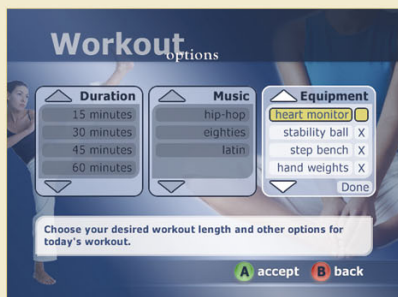 Workout
options
Duration
15 minutes
30 minutes
45 minutes
60 minutes
Music
hip-hop
eighties
latin
Equipment
heart monitor
stability ball X
step bench X
hand weights X
Done
Choose your desired workout length and other options for
today's workout.
A accept B back